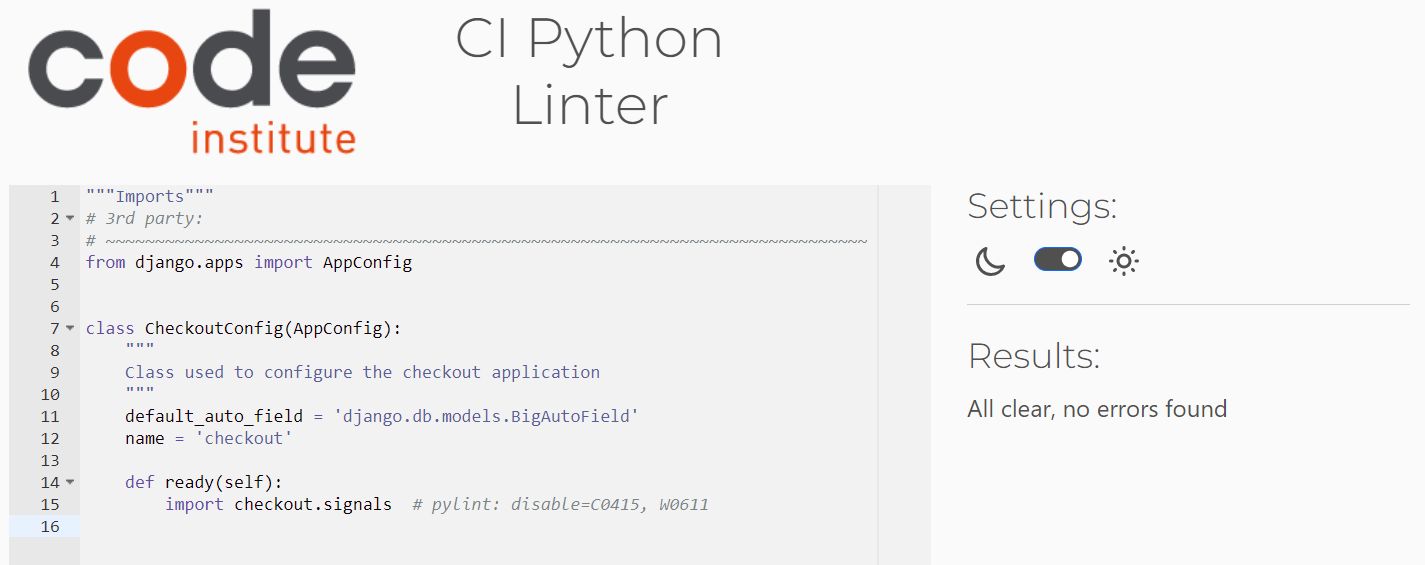 code
institute
CI Python
Linter
1 """Imports"""
2 # 3rd party:
3 # ~~~~~~~~~~~~~~~~~~~~~~~~~~~~~~~~~~~~~~~~~~~~~~~~~~~~~~~~~~~~~~~~~~~~~~~~~~~~~
4 from django.apps import AppConfig
5
6
7 class CheckoutConfig(AppConfig):
8     """
9     Class used to configure the checkout application
10     """
11     default_auto_field = 'django.db.models.BigAutoField'
12     name = 'checkout'
13
14     def ready(self):
15         import checkout.signals  # pylint: disable=C0415, W0611
16
Settings:
Results:
All clear, no errors found